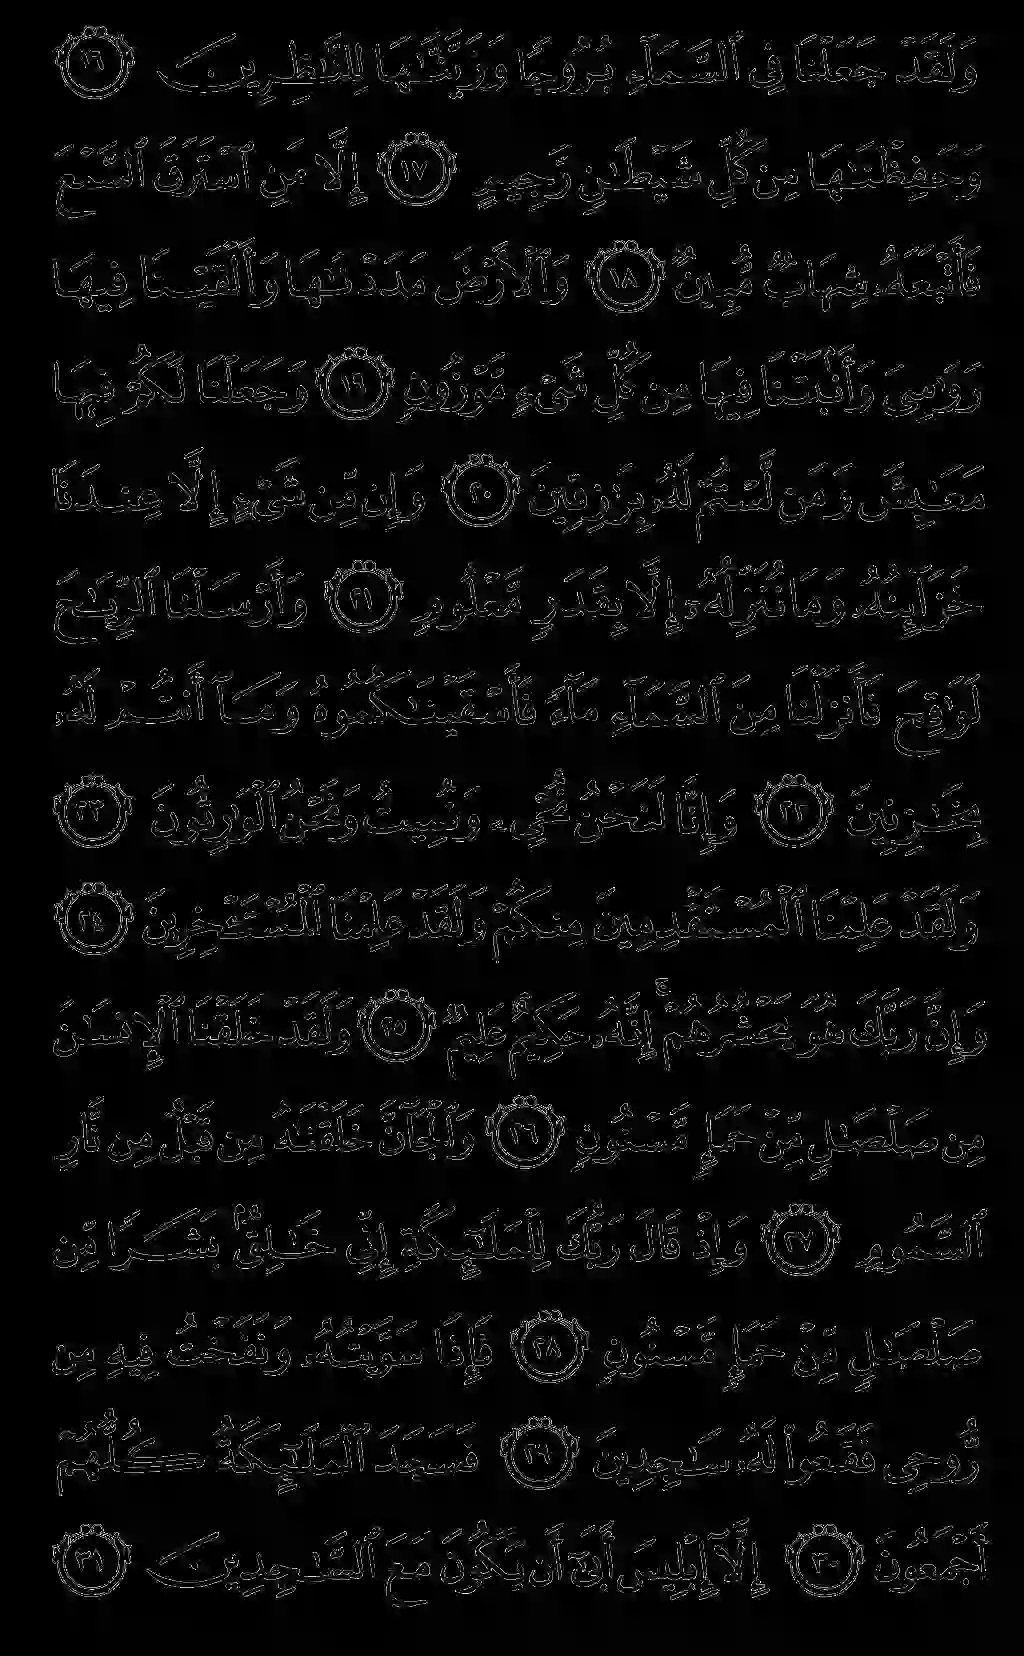 وَلَقَدْ جَعَلْنَا فِى ٱلسَّمَآءِ بُرُوجًا وَزَيَّنَّٰهَا لِلنَّٰظِرِينَ ١٦
وَحَفِظْنَٰهَا مِن كُلِّ شَيْطَٰنٍ رَّجِيمٍ ١٧ إِلَّا مَنِ ٱسْتَرَقَ ٱلسَّمْعَ
فَأَتْبَعَهُۥ شِهَابٌ مُّبِينٌ ١٨ وَٱلْأَرْضَ مَدَدْنَٰهَا وَأَلْقَيْنَا فِيهَا
رَوَٰسِىَ وَأَنۢبَتْنَا فِيهَا مِن كُلِّ شَىْءٍ مَّوْزُونٍ ١٩ وَجَعَلْنَا لَكُمْ فِيهَا
مَعَٰيِشَ وَمَن لَّسْتُمْ لَهُۥ بِرَٰزِقِينَ ٢٠ وَإِن مِّن شَىْءٍ إِلَّا عِندَنَا
خَزَآئِنُهُۥ وَمَا نُنَزِّلُهُۥٓ إِلَّا بِقَدَرٍ مَّعْلُومٍ ٢١ وَأَرْسَلْنَا ٱلرِّيَٰحَ
لَوَٰقِحَ فَأَنزَلْنَا مِنَ ٱلسَّمَآءِ مَآءً فَأَسْقَيْنَٰكُمُوهُ وَمَآ أَنتُمْ لَهُۥ
بِخَٰزِنِينَ ٢٢ وَإِنَّا لَنَحْنُ نُحْىِۦ وَنُمِيتُ وَنَحْنُ ٱلْوَٰرِثُونَ ٢٣
وَلَقَدْ عَلِمْنَا ٱلْمُسْتَقْدِمِينَ مِنكُمْ وَلَقَدْ عَلِمْنَا ٱلْمُسْتَـْٔخِرِينَ ٢٤
وَإِنَّ رَبَّكَ هُوَ يَحْشُرُهُمْ ۚ إِنَّهُۥ حَكِيمٌ عَلِيمٌ ٢٥ وَلَقَدْ خَلَقْنَا ٱلْإِنسَٰنَ
مِن صَلْصَٰلٍ مِّنْ حَمَإٍ مَّسْنُونٍ ٢٦ وَٱلْجَآنَّ خَلَقْنَٰهُ مِن قَبْلُ مِن نَّارِ
ٱلسَّمُومِ ٢٧ وَإِذْ قَالَ رَبُّكَ لِلْمَلَٰٓئِكَةِ إِنِّى خَٰلِقٌۢ بَشَرًا مِّن
صَلْصَٰلٍ مِّنْ حَمَإٍ مَّسْنُونٍ ٢٨ فَإِذَا سَوَّيْتُهُۥ وَنَفَخْتُ فِيهِ مِن
رُّوحِى فَقَعُوا۟ لَهُۥ سَٰجِدِينَ ٢٩ فَسَجَدَ ٱلْمَلَٰٓئِكَةُ كُلُّهُمْ
أَجْمَعُونَ ٣٠ إِلَّآ إِبْلِيسَ أَبَىٰٓ أَن يَكُونَ مَعَ ٱلسَّٰجِدِينَ ٣١